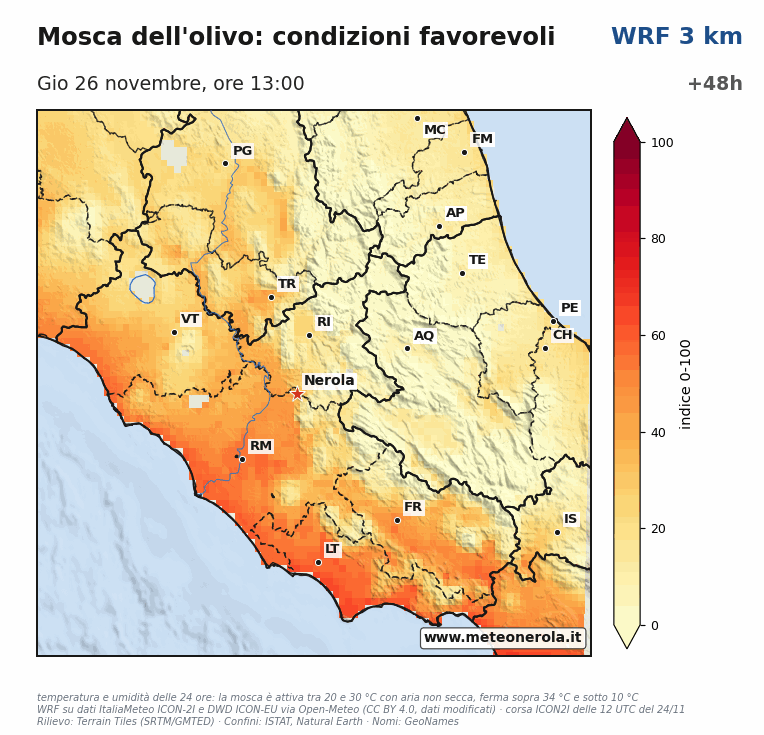 Mosca dell'olivo: condizioni favorevoli
WRF 3 km
Gio 26 novembre, ore 13:00
+48h
MC
FM
PG
AP
TE
TR
PE
VT
RI
AQ
CH
Nerola
RM
FR
IS
LT
www.meteonerola.it
100
80
60
40
20
0
indice 0-100
temperatura e umidità delle 24 ore: la mosca è attiva tra 20 e 30 °C con aria non secca, ferma sopra 34 °C e sotto 10 °C
WRF su dati ItaliaMeteo ICON-2I e DWD ICON-EU via Open-Meteo (CC BY 4.0, dati modificati) · corsa ICON2I delle 12 UTC del 24/11
Rilievo: Terrain Tiles (SRTM/GMTED) · Confini: ISTAT, Natural Earth · Nomi: GeoNames